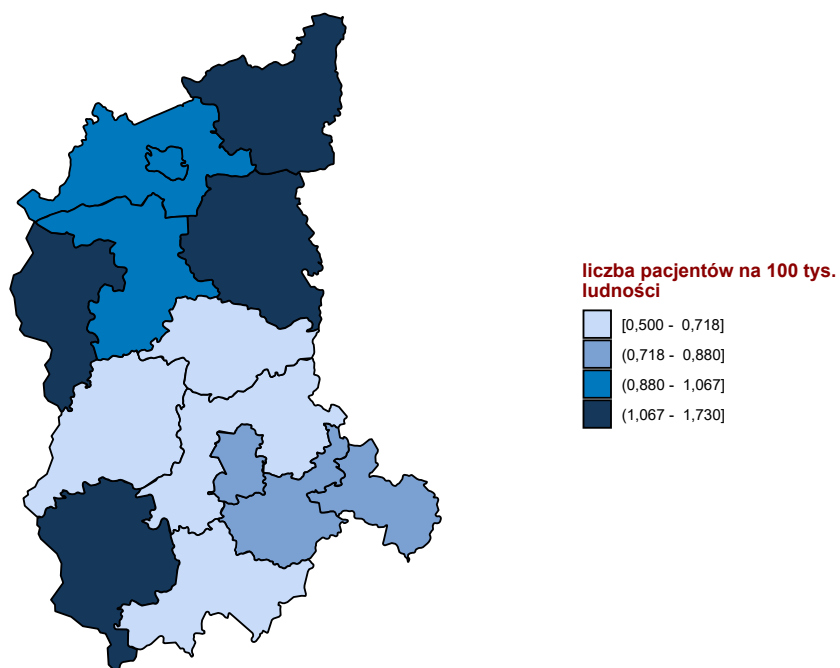 liczba pacjentów na 100 tys.
ludności
[0,500 - 0,718]
(0,718 - 0,880]
(0,880 - 1,067]
(1,067 - 1,730]